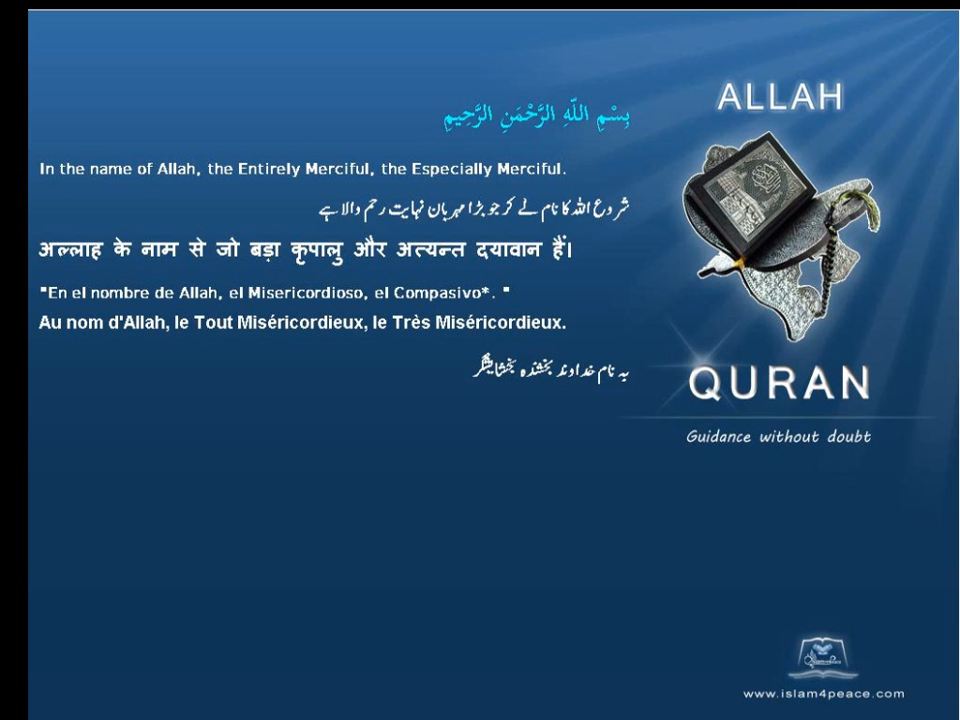 بِسْمِ اللَّهِ الرَّحْمَنِ الرَّحِيمِ
In the name of Allah, the Entirely Merciful, the Especially Merciful.
شروع الله کا نام لے کر جو بڑا مہربان نہایت رحم والا ہے
अल्लाह के नाम से जो बड़ा कृपालु और अत्यन्त दयावान हैं।
"En el nombre de Allah, el Misericordioso, el Compasivo*. "
Au nom d'Allah, le Tout Miséricordieux, le Très Miséricordieux.
به نام خداوند بخشنده بخشایشگر
ALLAH
QURAN
Guidance without doubt
www.islam4peace.com